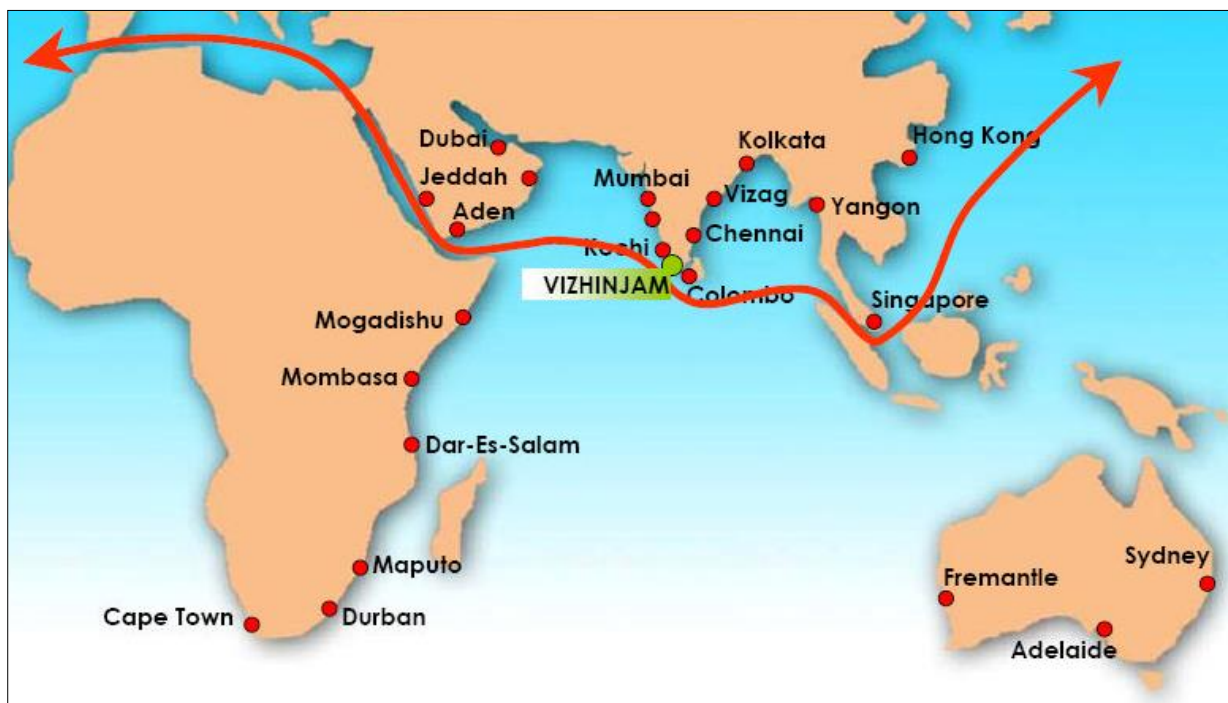 Dubai
Kolkata
Hong Kong
Jeddah
Mumbai
Vizag
Yangon
Aden
Chennai
Kochi
VIZHINJAM
Colombo
Singapore
Mogadishu
Mombasa
Dar-Es-Salam
Maputo
Sydney
Fremantle
Cape Town
Durban
Adelaide